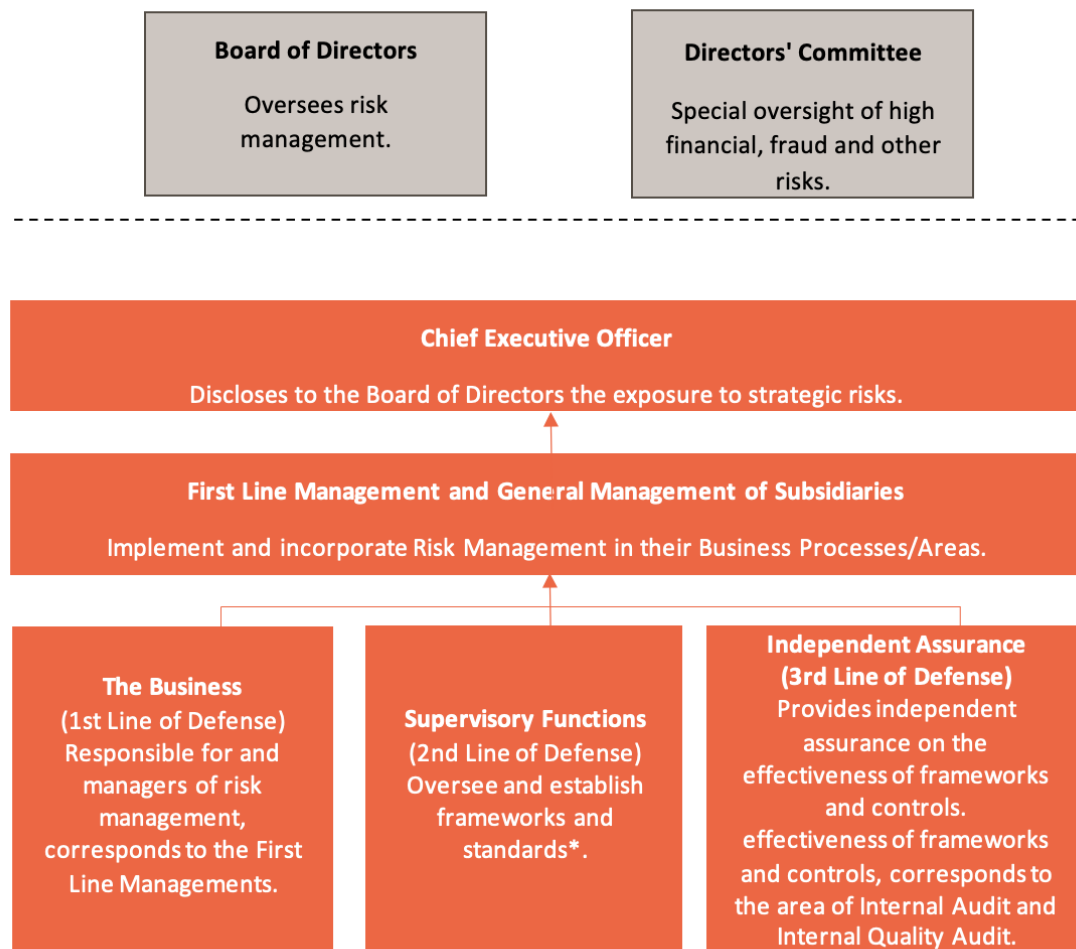 Board of Directors
Oversees risk
management.
Directors' Committee
Special oversight of high
financial, fraud and other
risks.
Chief Executive Officer
Discloses to the Board of Directors the exposure to strategic risks.
First Line Management and General Management of Subsidiaries
Implement and incorporate Risk Management in their Business Processes/Areas.
The Business
(1st Line of Defense)
Responsible for and
managers of risk
management,
corresponds to the First
Line Managements.
Supervisory Functions
(2nd Line of Defense)
Oversee and establish
frameworks and
standards*.
Independent Assurance
(3rd Line of Defense)
Provides independent
assurance on the
effectiveness of frameworks
and controls.
effectiveness of frameworks
and controls, corresponds to
the area of Internal Audit and
Internal Quality Audit.